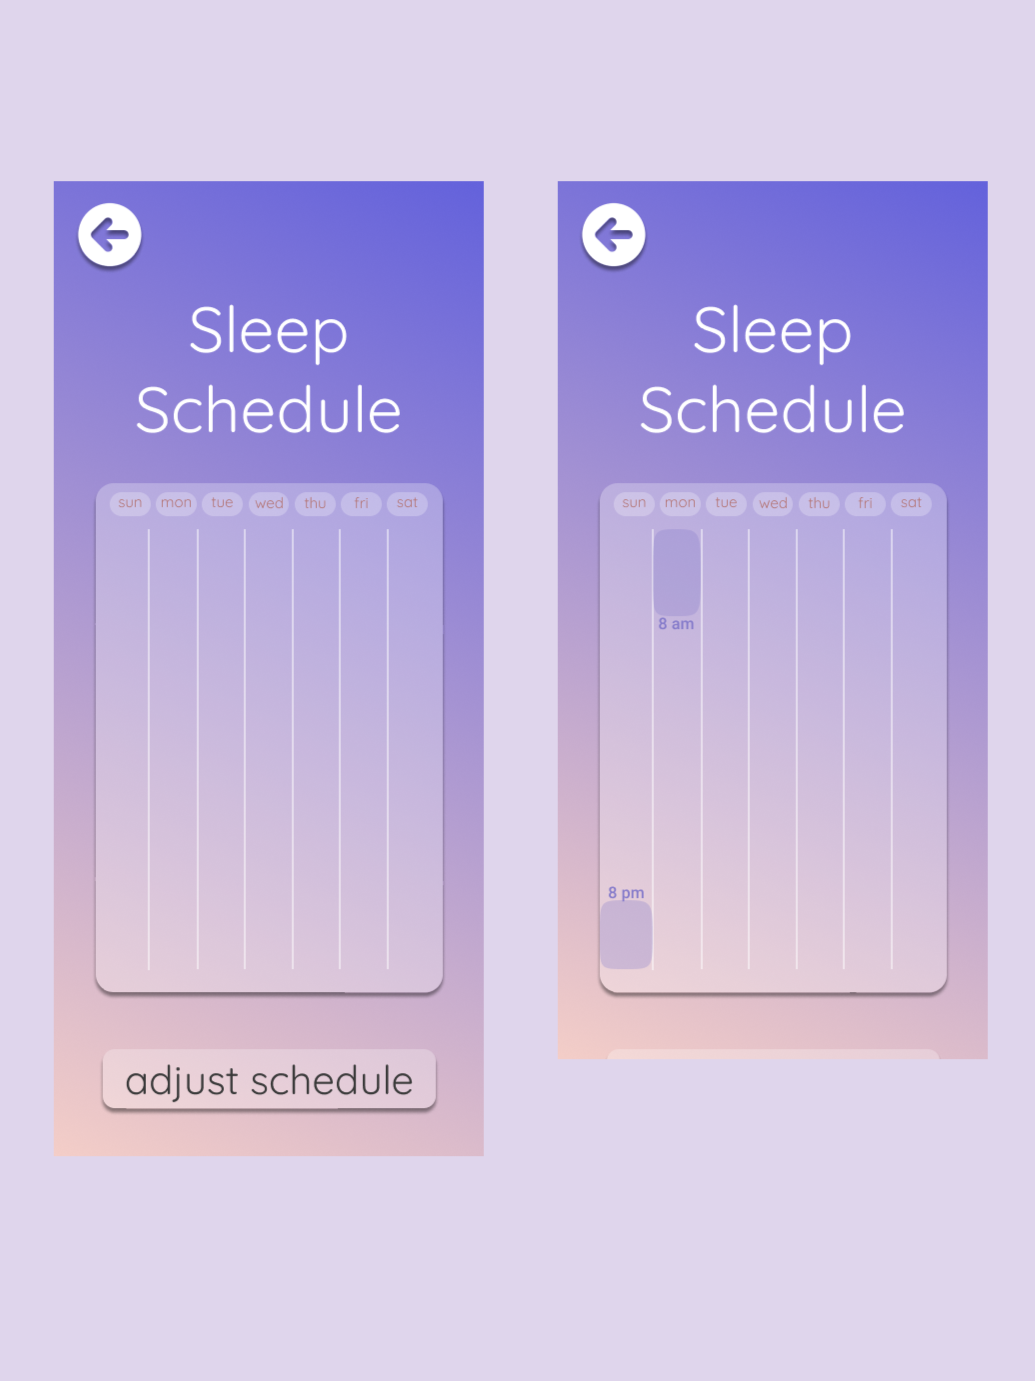 Sleep
Schedule
sun mon tue wed thu fri sat
adjust schedule
Sleep
Schedule
sun mon tue wed thu fri sat
8 am
8 pm